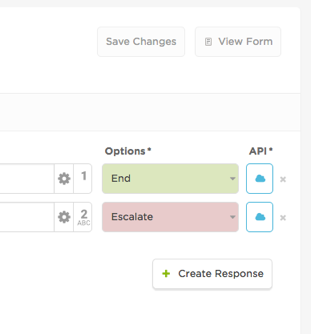 Save Changes View Form
Options* API*
1 End
2 ABC Escalate
+ Create Response